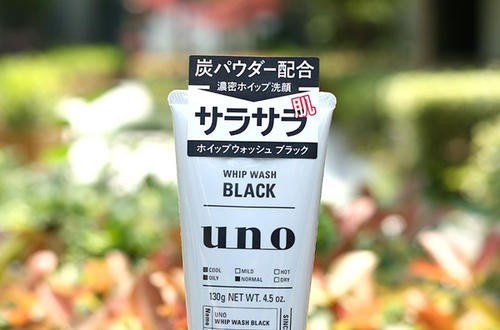 炭パウダー配合
濃密ホイップ洗顔
サラサラ肌
ホイップウォッシュ ブラック
WHIP WASH
BLACK
uno
COOL MILD HOT
OILY NORMAL DRY
130g NET WT. 4.5 oz.
UNO
WHIP WASH BLACK
Name
SINC